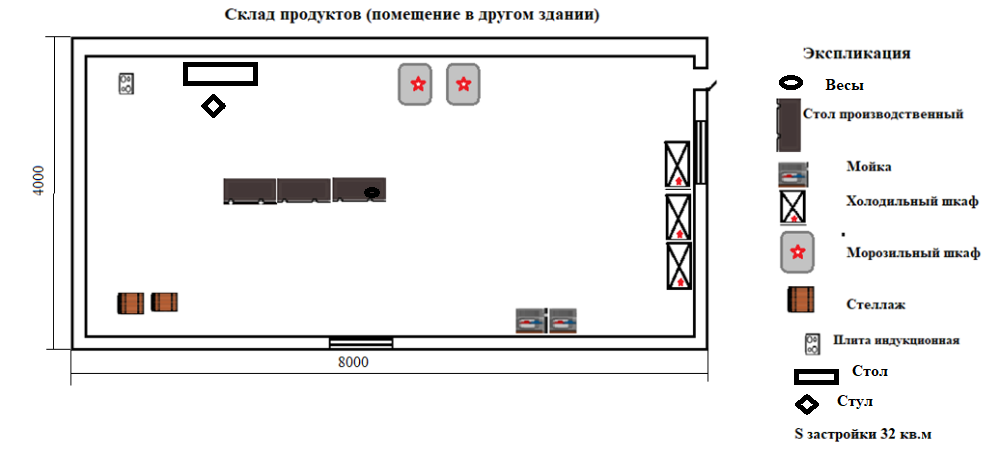 Склад продуктов (помещение в другом здании)
4000
8000
Экспликация
Весы
Стол производственный
Мойка
Холодильный шкаф
Морозильный шкаф
Стеллаж
Плита индукционная
Стол
Стул
S застройки 32 кв.м